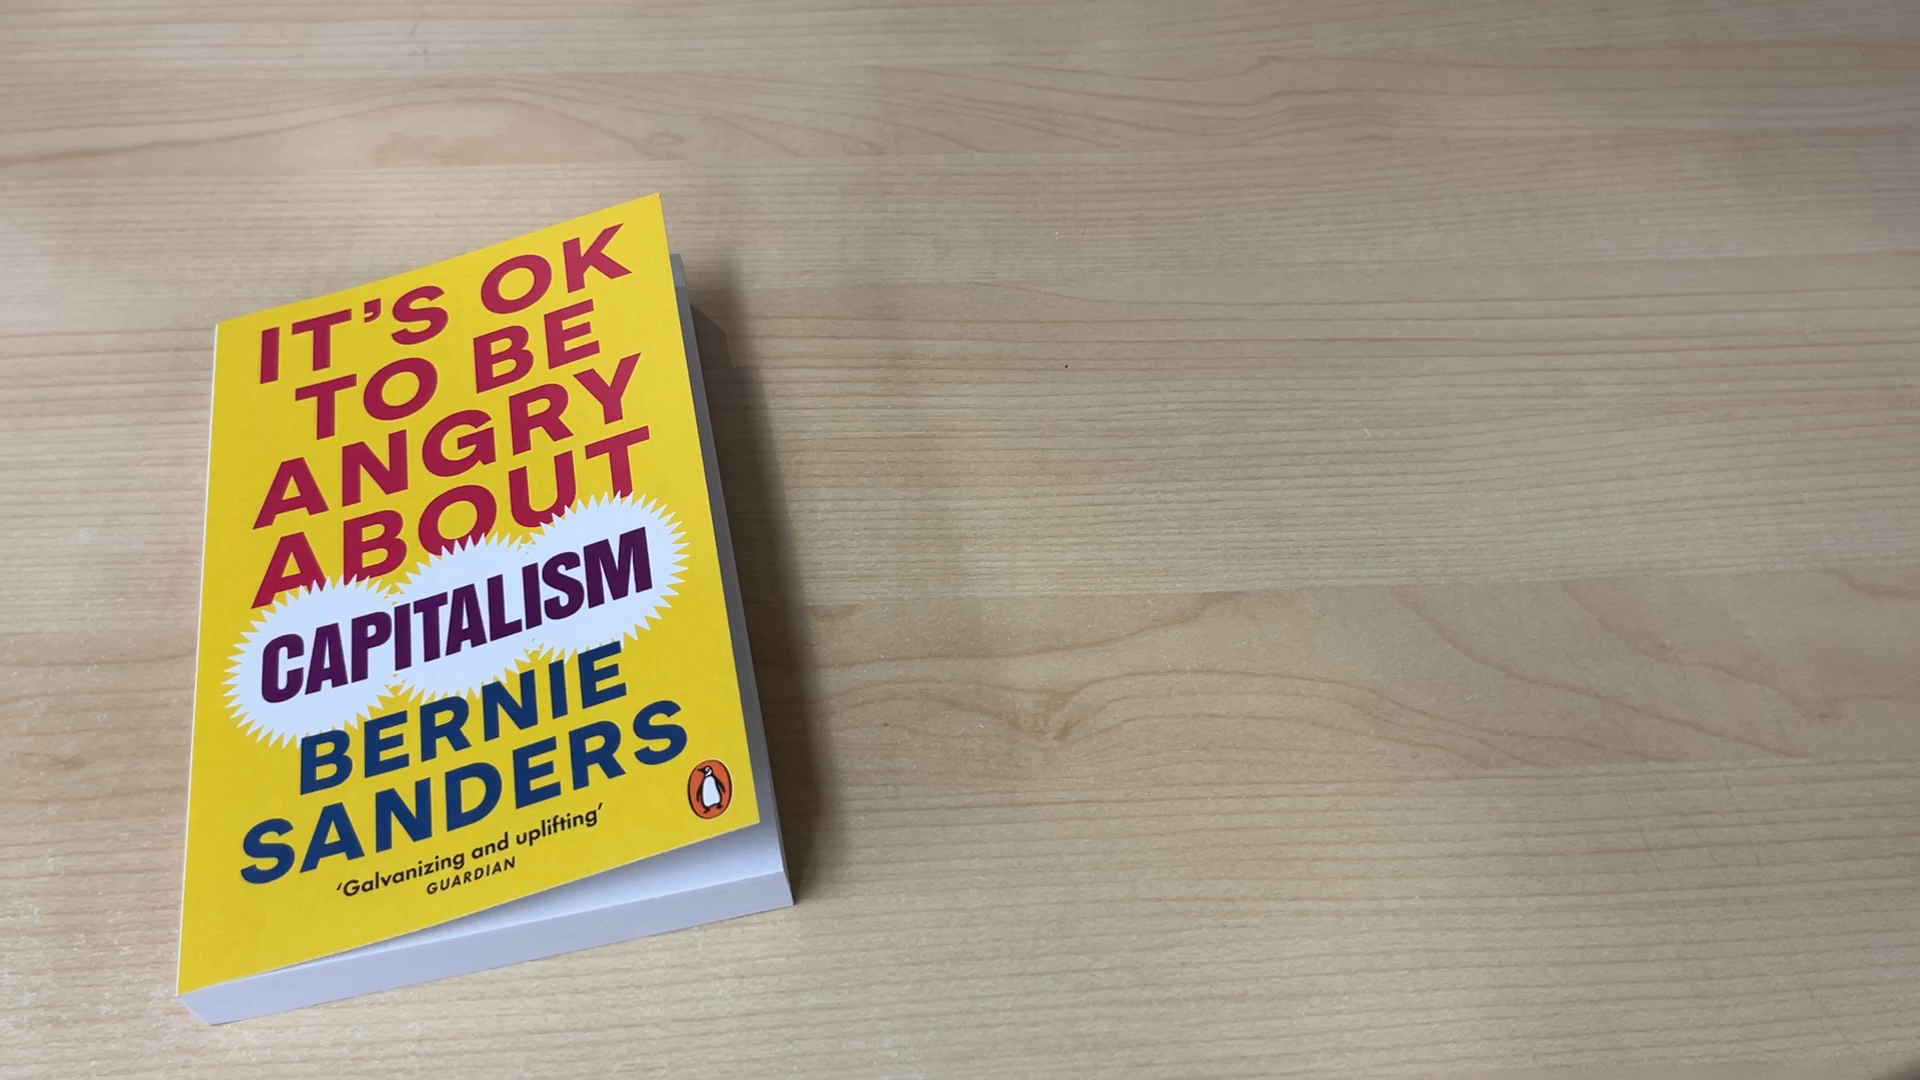 IT'S OK
TO BE
ANGRY
ABOUT
CAPITALISM
BERNIE
SANDERS
‘Galvanizing and uplifting’
GUARDIAN